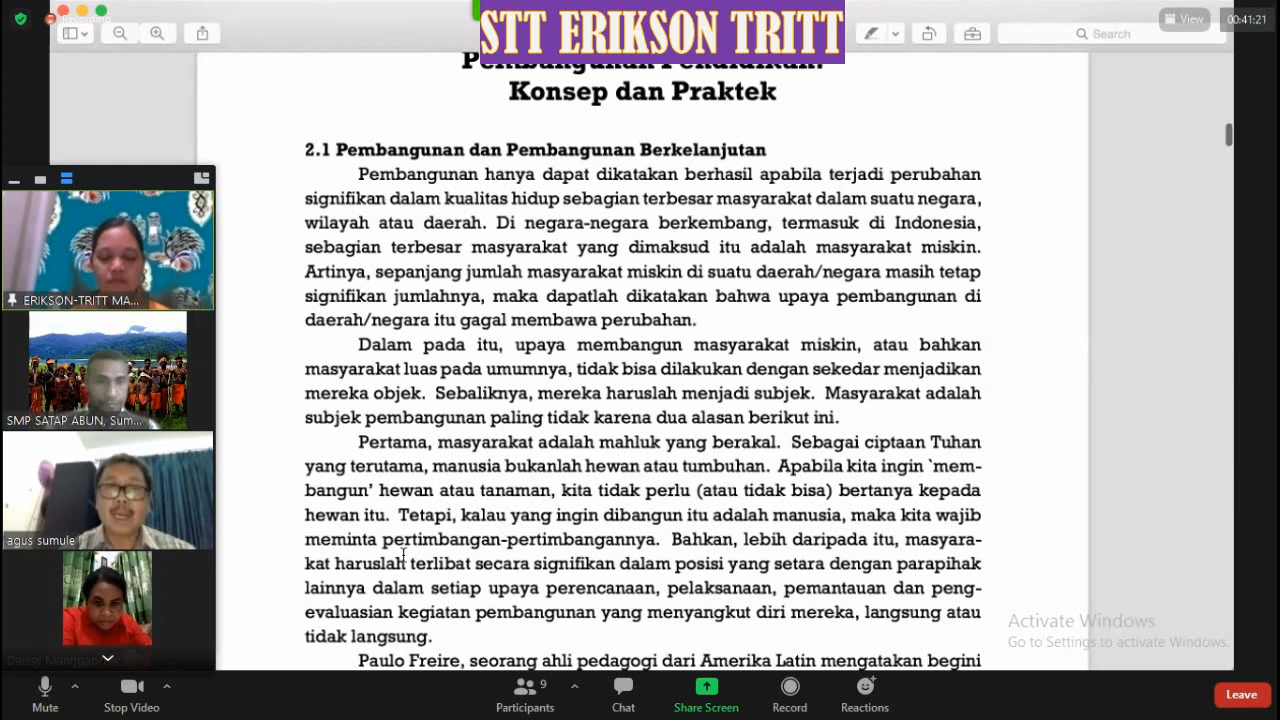 Recording
STT ERIKSON TRITT
View
00:41:21
Search
Pembangunan Pendidikan:
Konsep dan Praktek
2.1 Pembangunan dan Pembangunan Berkelanjutan
Pembangunan hanya dapat dikatakan berhasil apabila terjadi perubahan
signifikan dalam kualitas hidup sebagian terbesar masyarakat dalam suatu negara,
wilayah atau daerah. Di negara-negara berkembang, termasuk di Indonesia,
sebagian terbesar masyarakat yang dimaksud itu adalah masyarakat miskin.
Artinya, sepanjang jumlah masyarakat miskin di suatu daerah/negara masih tetap
signifikan jumlahnya, maka dapatlah dikatakan bahwa upaya pembangunan di
daerah/negara itu gagal membawa perubahan.
Dalam pada itu, upaya membangun masyarakat miskin, atau bahkan
masyarakat luas pada umumnya, tidak bisa dilakukan dengan sekedar menjadikan
mereka objek. Sebaliknya, mereka haruslah menjadi subjek. Masyarakat adalah
subjek pembangunan paling tidak karena dua alasan berikut ini.
Pertama, masyarakat adalah mahluk yang berakal. Sebagai ciptaan Tuhan
yang terutama, manusia bukanlah hewan atau tumbuhan. Apabila kita ingin `mem-
bangun' hewan atau tanaman, kita tidak perlu (atau tidak bisa) bertanya kepada
hewan itu. Tetapi, kalau yang ingin dibangun itu adalah manusia, maka kita wajib
meminta pertimbangan-pertimbangannya. Bahkan, lebih daripada itu, masyara-
kat haruslah terlibat secara signifikan dalam posisi yang setara dengan parapihak
lainnya dalam setiap upaya perencanaan, pelaksanaan, pemantauan dan peng-
evaluasian kegiatan pembangunan yang menyangkut diri mereka, langsung atau
tidak langsung.
Paulo Freire, seorang ahli pedagogi dari Amerika Latin mengatakan begini
ERIKSON-TRITT MA...
SMP SATAP ABUN, Sum...
agus sumule
Activate Windows
Go to Settings to activate Windows.
Mute
Stop Video
Participants
9
Chat
Share Screen
Record
Reactions
Leave